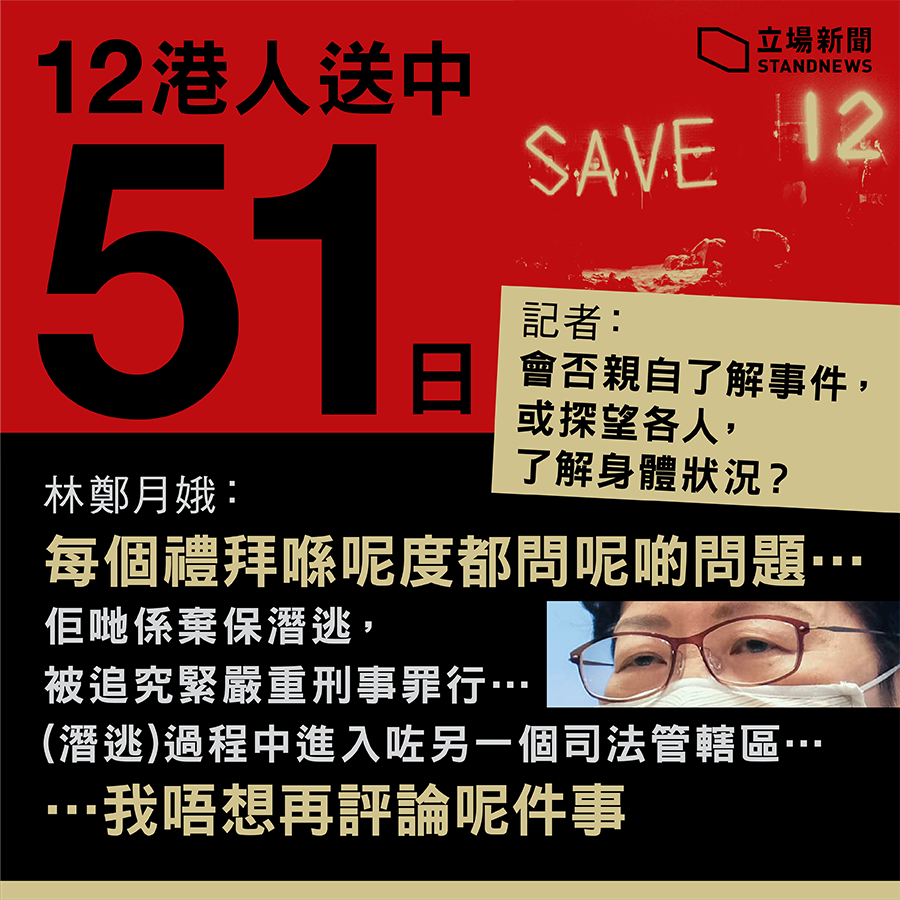 12港人送中
51日
立場新聞
STANDNEWS
SAVE 12
記者：
會否親自了解事件，
或探望各人，
了解身體狀況？
林鄭月娥：
每個禮拜喺呢度都問呢啲問題…
佢哋係棄保潛逃，
被追究緊嚴重刑事罪行…
(潛逃)過程中進入咗另一個司法管轄區…
…我唔想再評論呢件事